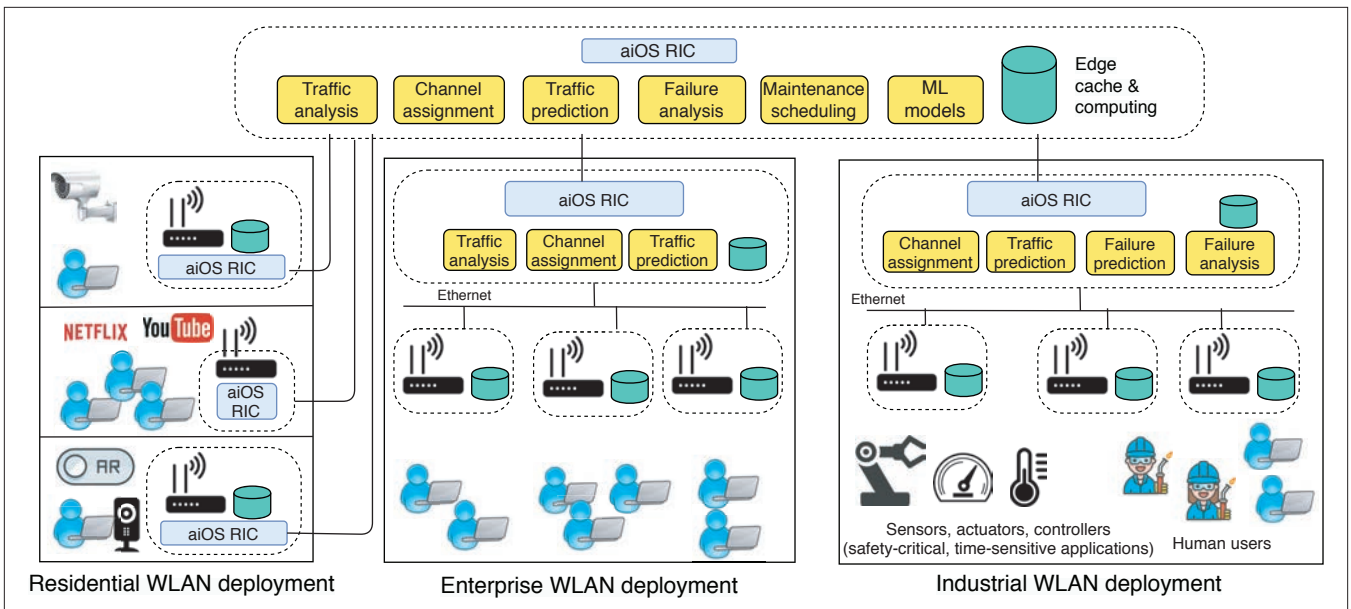 aiOS RIC
Traffic
analysis
Channel
assignment
Traffic
prediction
Failure
analysis
Maintenance
scheduling
ML
models
Edge
cache &
computing
aiOS RIC
NETFLIX
YouTube
aiOS
RIC
AR
aiOS RIC
Residential WLAN deployment
aiOS RIC
Traffic
analysis
Channel
assignment
Traffic
prediction
Ethernet
Enterprise WLAN deployment
aiOS RIC
Channel
assignment
Traffic
prediction
Failure
prediction
Failure
analysis
Ethernet
Sensors, actuators, controllers
(safety-critical, time-sensitive applications)
Human users
Industrial WLAN deployment